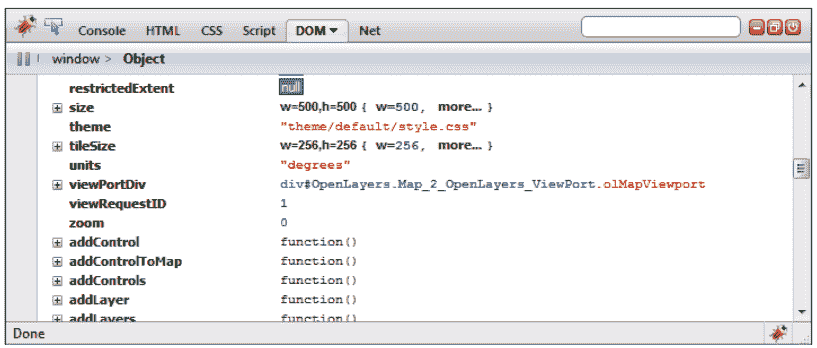 Console HTML CSS Script DOM Net
window > Object
restrictedExtent null
size w=500,h=500 { w=500, more... }
theme "theme/default/style.css"
tileSize w=256,h=256 { w=256, more... }
units "degrees"
viewPortDiv div#OpenLayers.Map_2_OpenLayers_ViewPort.olMapViewport
viewRequestID 1
zoom 0
addControl function()
addControlToMap function()
addControls function()
addLayer function()
addLayers function()
Done